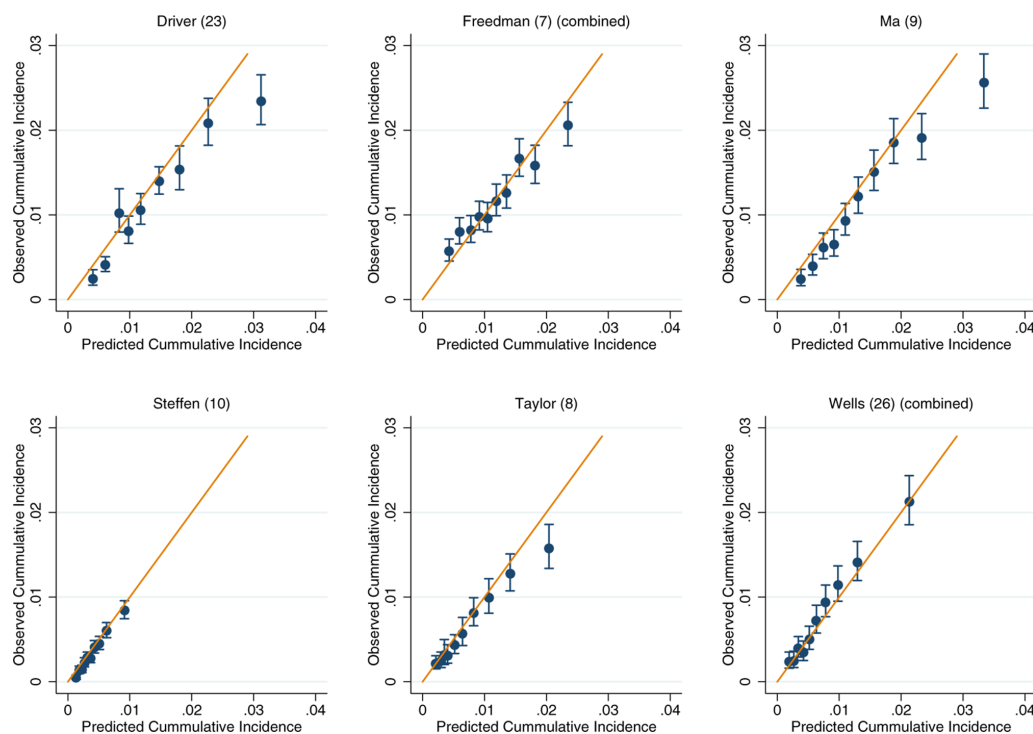 Driver (23)
Observed Cummulative Incidence
.03
.02
.01
0
0 .01 .02 .03 .04
Predicted Cummulative Incidence
Freedman (7) (combined)
Observed Cummulative Incidence
.03
.02
.01
0
0 .01 .02 .03 .04
Predicted Cummulative Incidence
Ma (9)
Observed Cummulative Incidence
.03
.02
.01
0
0 .01 .02 .03 .04
Predicted Cummulative Incidence
Steffen (10)
Observed Cummulative Incidence
.03
.02
.01
0
0 .01 .02 .03 .04
Predicted Cummulative Incidence
Taylor (8)
Observed Cummulative Incidence
.03
.02
.01
0
0 .01 .02 .03 .04
Predicted Cummulative Incidence
Wells (26) (combined)
Observed Cummulative Incidence
.03
.02
.01
0
0 .01 .02 .03 .04
Predicted Cummulative Incidence